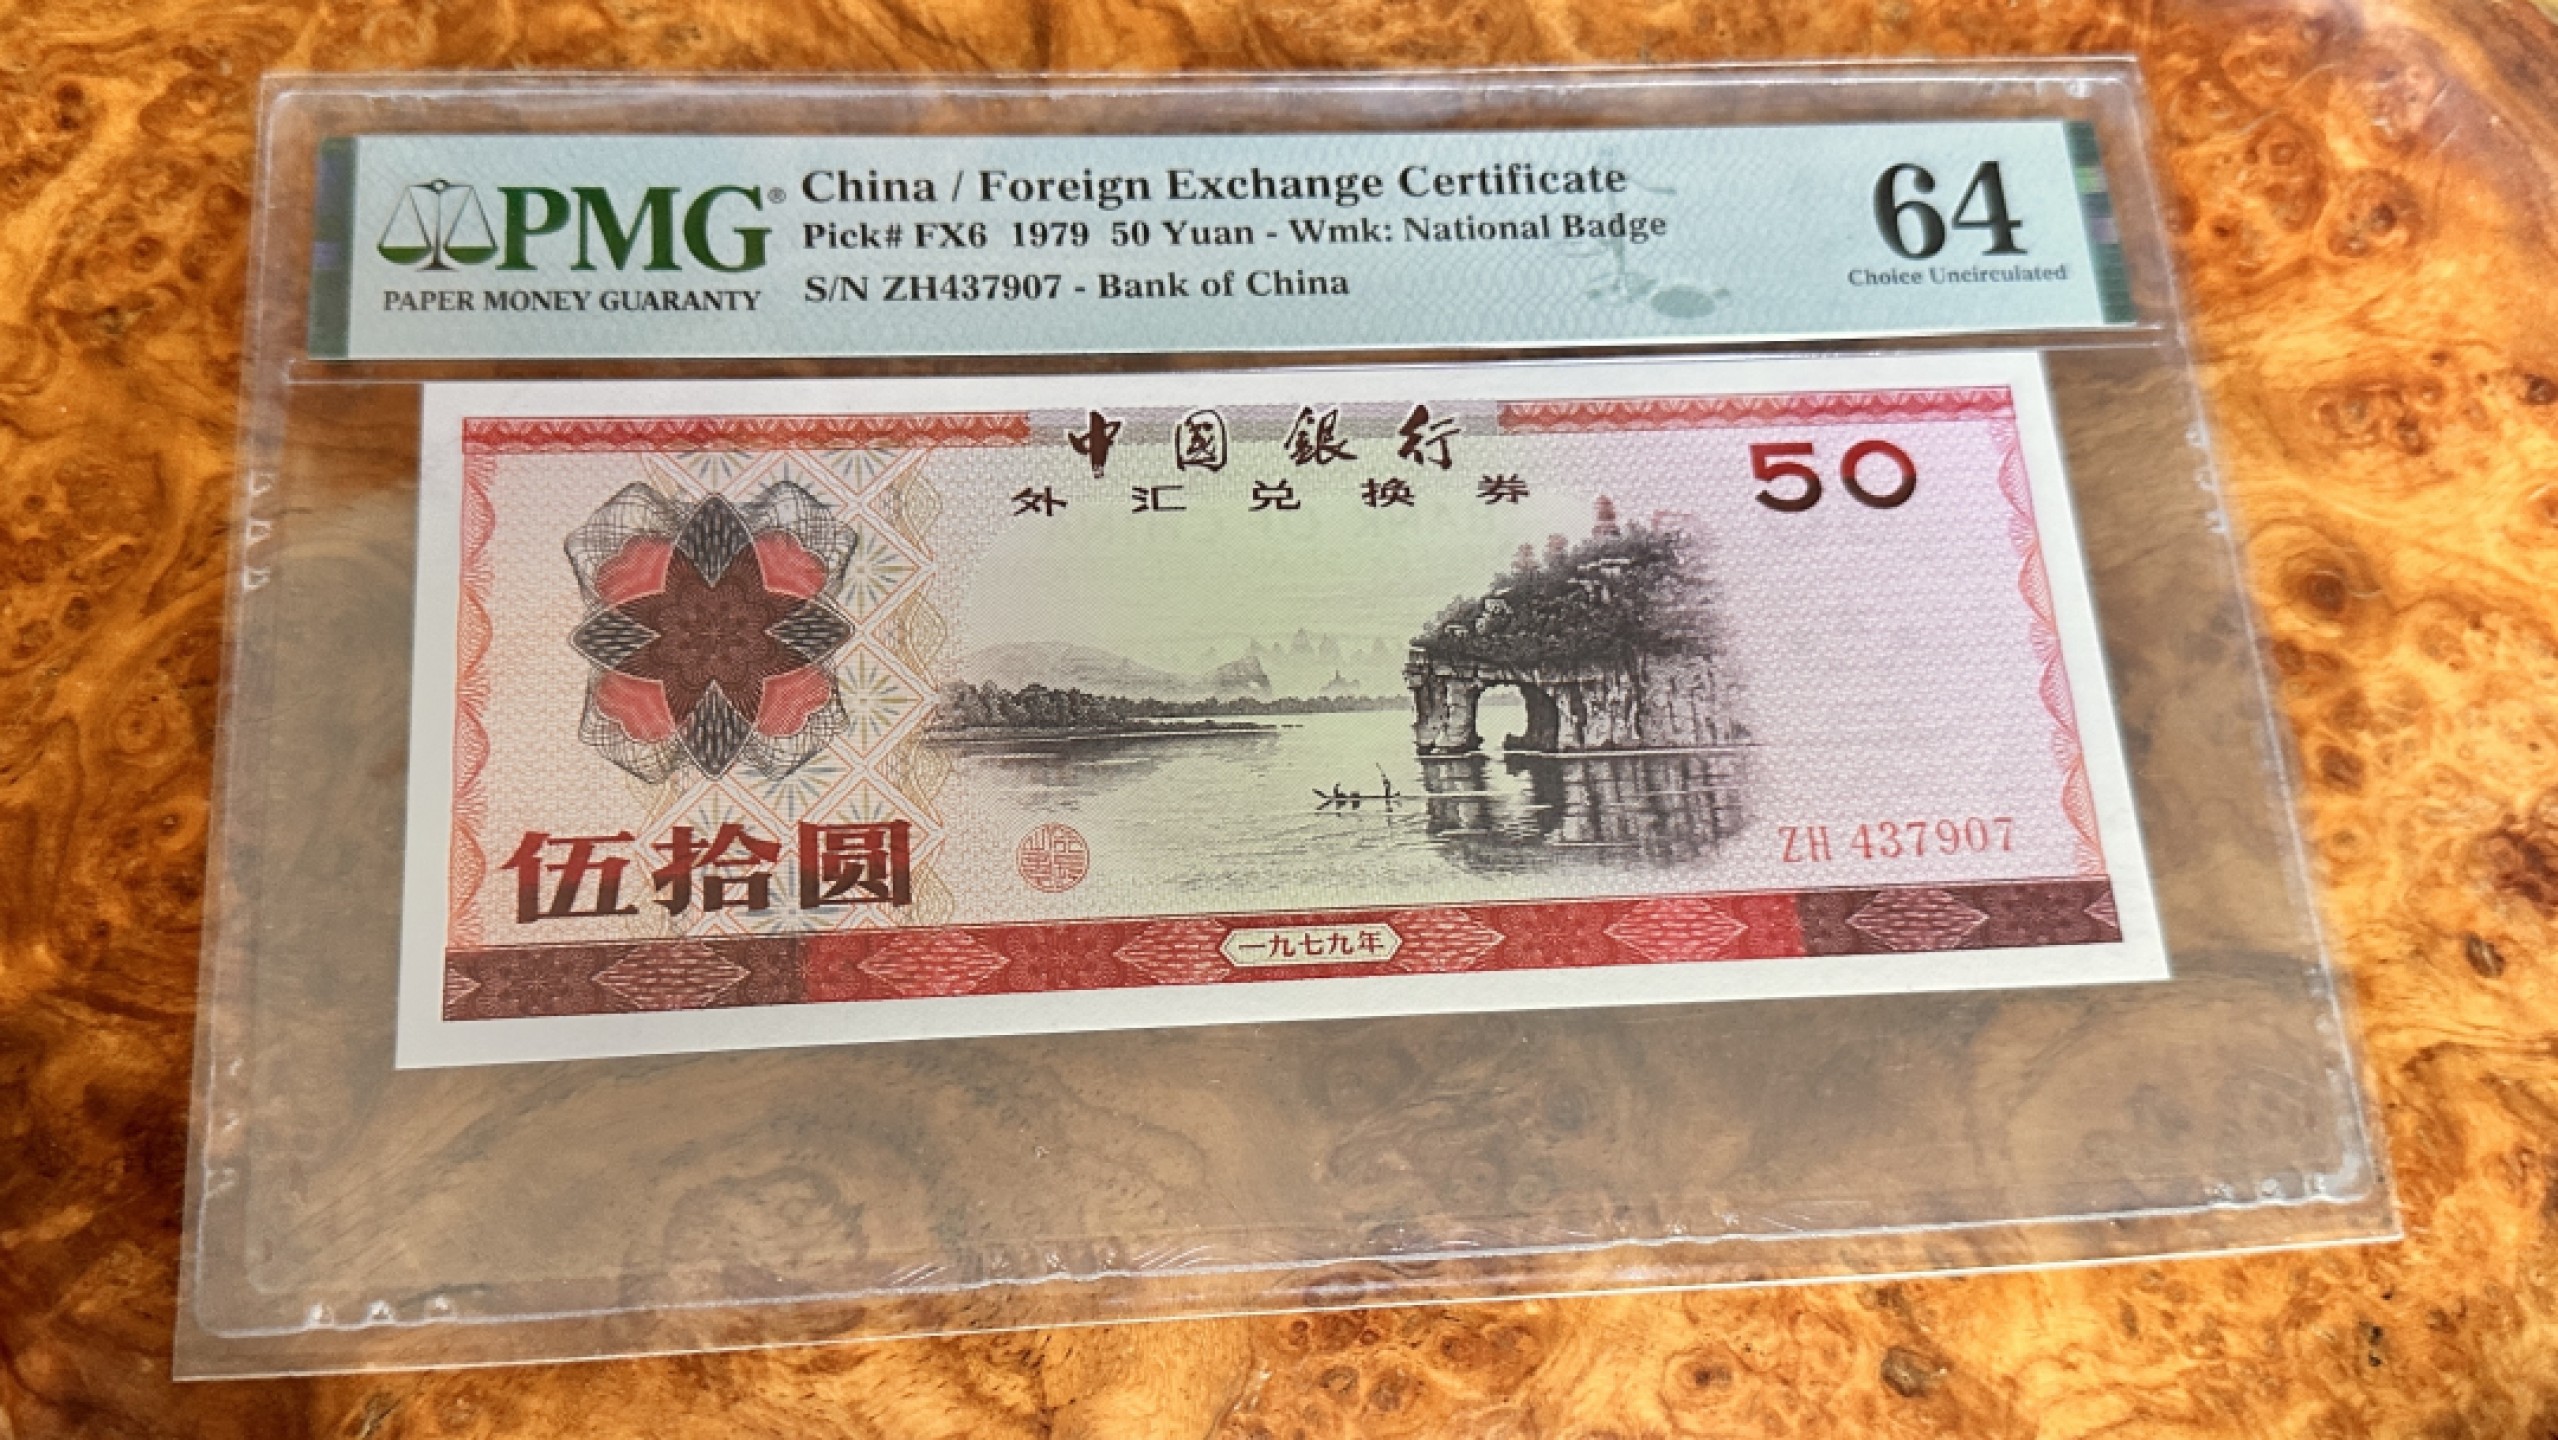 PMG®
PAPER MONEY GUARANTY
China / Foreign Exchange Certificate
Pick# FX6 1979 50 Yuan - Wmk: National Badge
S/N ZH437907 - Bank of China
64
Choice Uncirculated
中國銀行
外汇兑换券
50
伍拾圆
ZH 437907
一九七九年